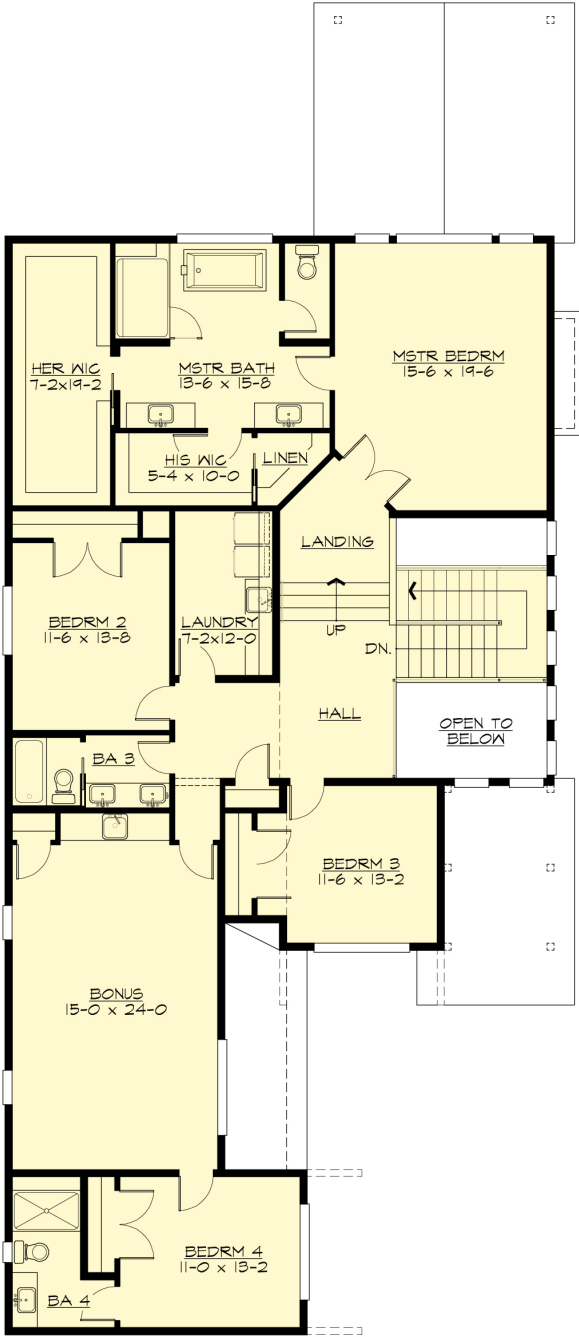 HER WIC
7-2x19-2
MSTR BATH
13-6 x 15-8
MSTR BEDRM
15-6 x 19-6
HIS WIC
5-4 x 10-0
LINEN
LANDING
BEDRM 2
11-6 x 13-8
LAUNDRY
7-2x12-0
UP
DN.
HALL
OPEN TO
BELOW
BA 3
BEDRM 3
11-6 x 13-2
BONUS
15-0 x 24-0
BEDRM 4
11-0 x 13-2
BA 4